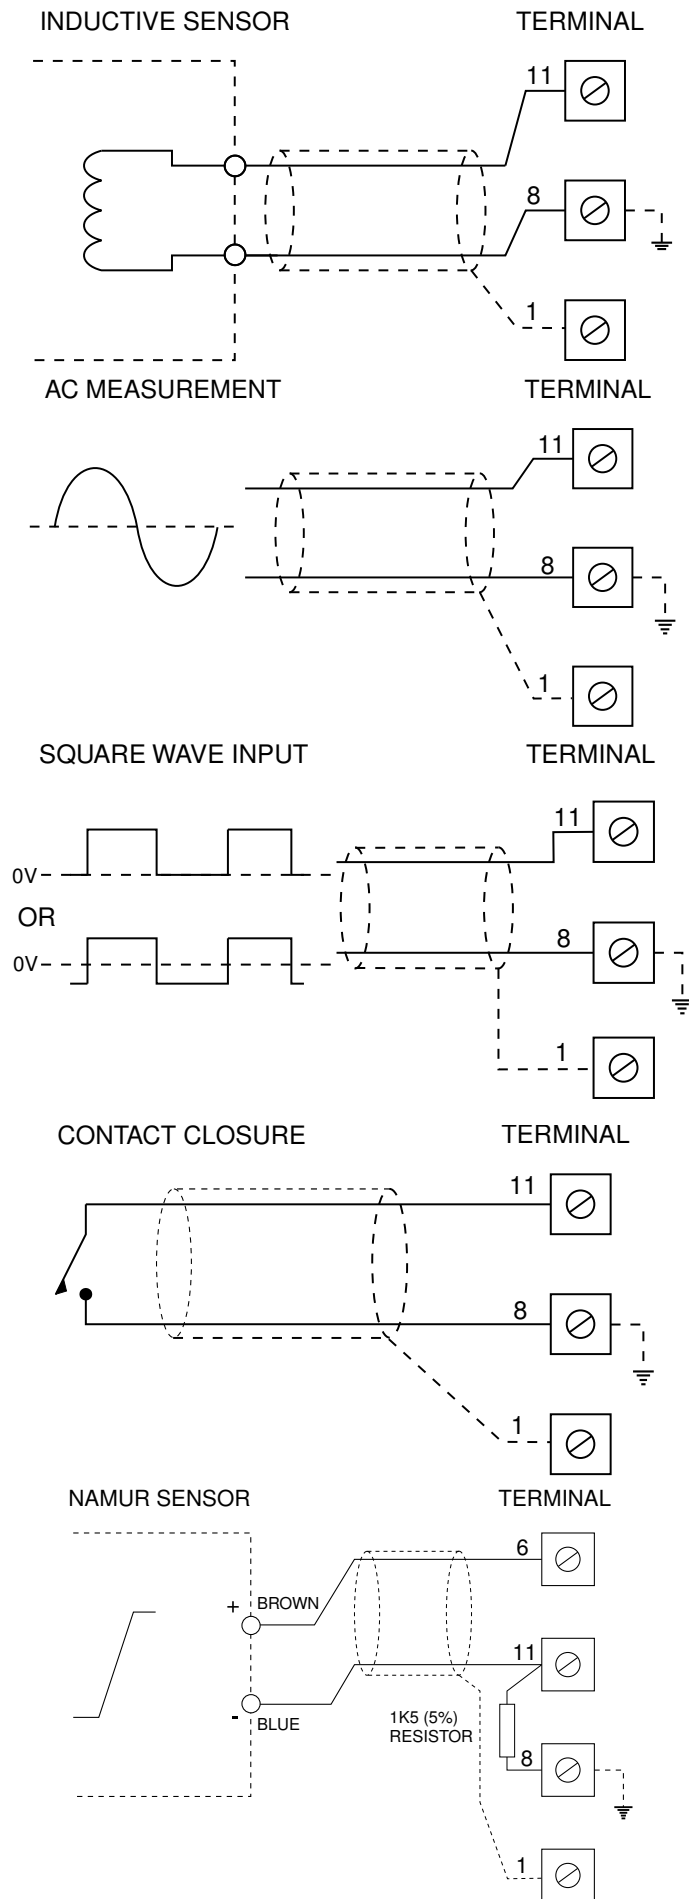 INDUCTIVE SENSOR TERMINAL
11
8
1
AC MEASUREMENT TERMINAL
11
8
1
SQUARE WAVE INPUT TERMINAL
11
0V
OR
8
0V
1
CONTACT CLOSURE TERMINAL
11
8
1
NAMUR SENSOR TERMINAL
6
+ BROWN
11
- BLUE
1K5 (5%)
RESISTOR
8
1